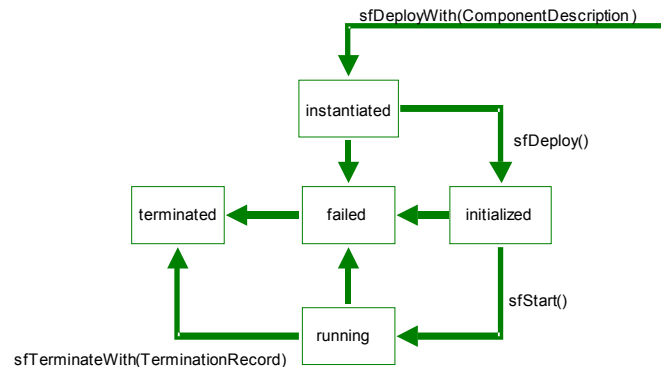 sfDeployWith(ComponentDescription )
instantiated
sfDeploy()
terminated
failed
initialized
sfStart()
running
sfTerminateWith(TerminationRecord)